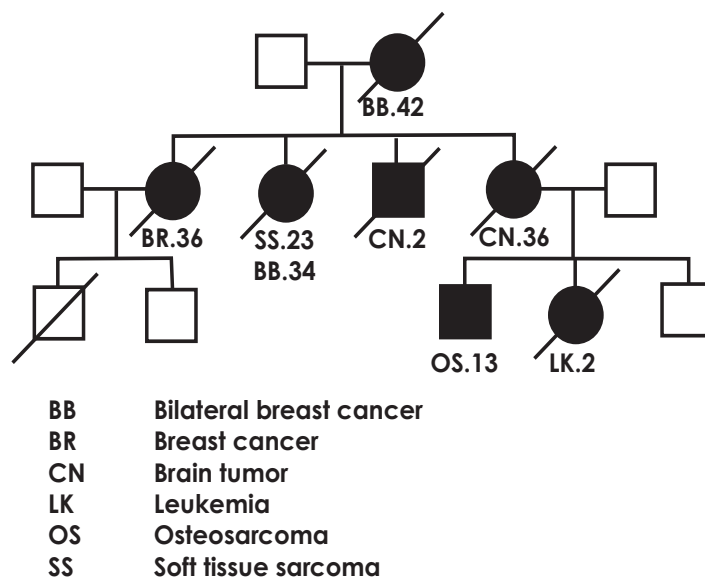 BB.42
BR.36
SS.23
BB.34
CN.2
CN.36
OS.13
LK.2
BB Bilateral breast cancer
BR Breast cancer
CN Brain tumor
LK Leukemia
OS Osteosarcoma
SS Soft tissue sarcoma